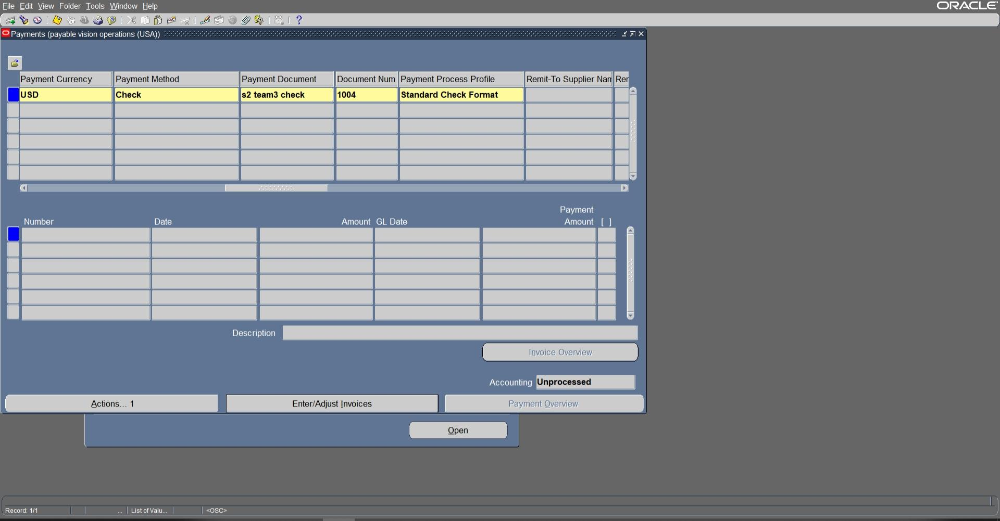 File Edit View Folder Tools Window Help
ORACLE
Payments (payable vision operations (USA))
Payment Currency Payment Method Payment Document Document Num Payment Process Profile Remit-To Supplier Nam Rer
USD Check s2 team3 check 1004 Standard Check Format
Payment
Number Date Amount GL Date Amount [ ]
Description
Invoice Overview
Accounting Unprocessed
Actions... 1 Enter/Adjust Invoices Payment Overview
Open
Record: 1/1 ... List of Valu... <OSC>